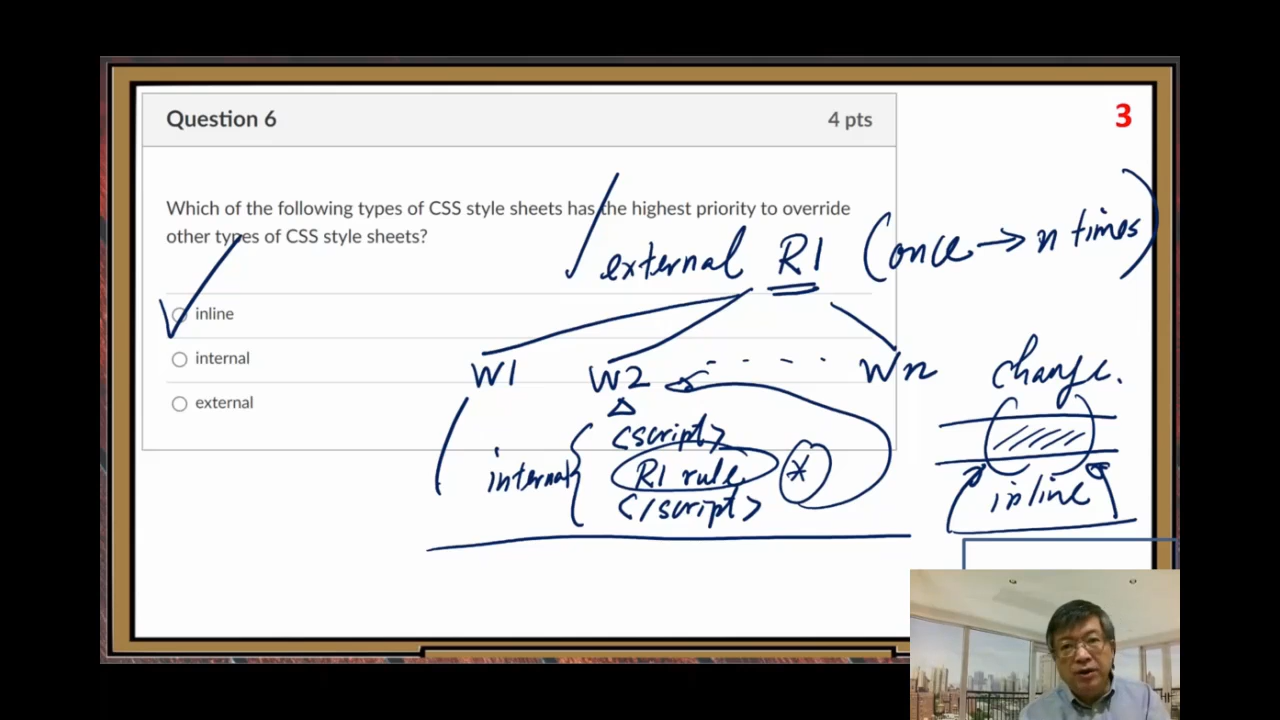 Question 6
4 pts
3
Which of the following types of CSS style sheets has the highest priority to override
other types of CSS style sheets?
external R1 (once → n times)
inline
internal
external
W1 W2 - - - - Wn
change.
internal { <script>
R1 rule *
</script>
inline